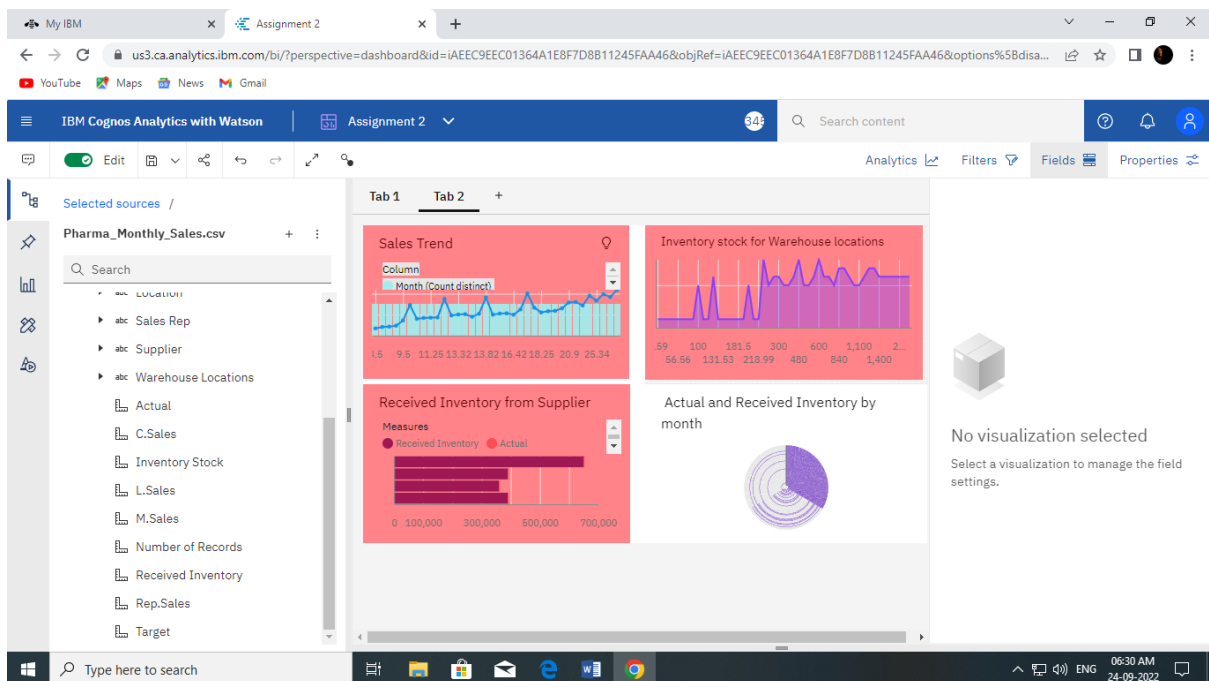 My IBM
Assignment 2
us3.ca.analytics.ibm.com/bi/?perspective=dashboard&id=iAEEC9EEC01364A1E8F7D8B11245FAA46&objRef=iAEEC9EEC01364A1E8F7D8B11245FAA46&options%5Bdisa...
YouTube Maps News Gmail
IBM Cognos Analytics with Watson Assignment 2 Search content
Edit Analytics Filters Fields Properties
Selected sources /
Pharma_Monthly_Sales.csv
Search
abc Location
abc Sales Rep
abc Supplier
abc Warehouse Locations
Actual
C.Sales
Inventory Stock
L.Sales
M.Sales
Number of Records
Received Inventory
Rep.Sales
Target
Tab 1 Tab 2 +
Sales Trend
Column
Month (Count distinct)
9.5 11.25 13.32 13.82 16.42 18.25 20.9 25.34
Inventory stock for Warehouse locations
.59 100 181.5 300 600 1,100 2...
56.56 131.53 218.99 480 840 1,400
Received Inventory from Supplier
Measures
Received Inventory Actual
0 100,000 300,000 500,000 700,000
Actual and Received Inventory by
month
No visualization selected
Select a visualization to manage the field
settings.
Type here to search
ENG
06:30 AM
24-09-2022